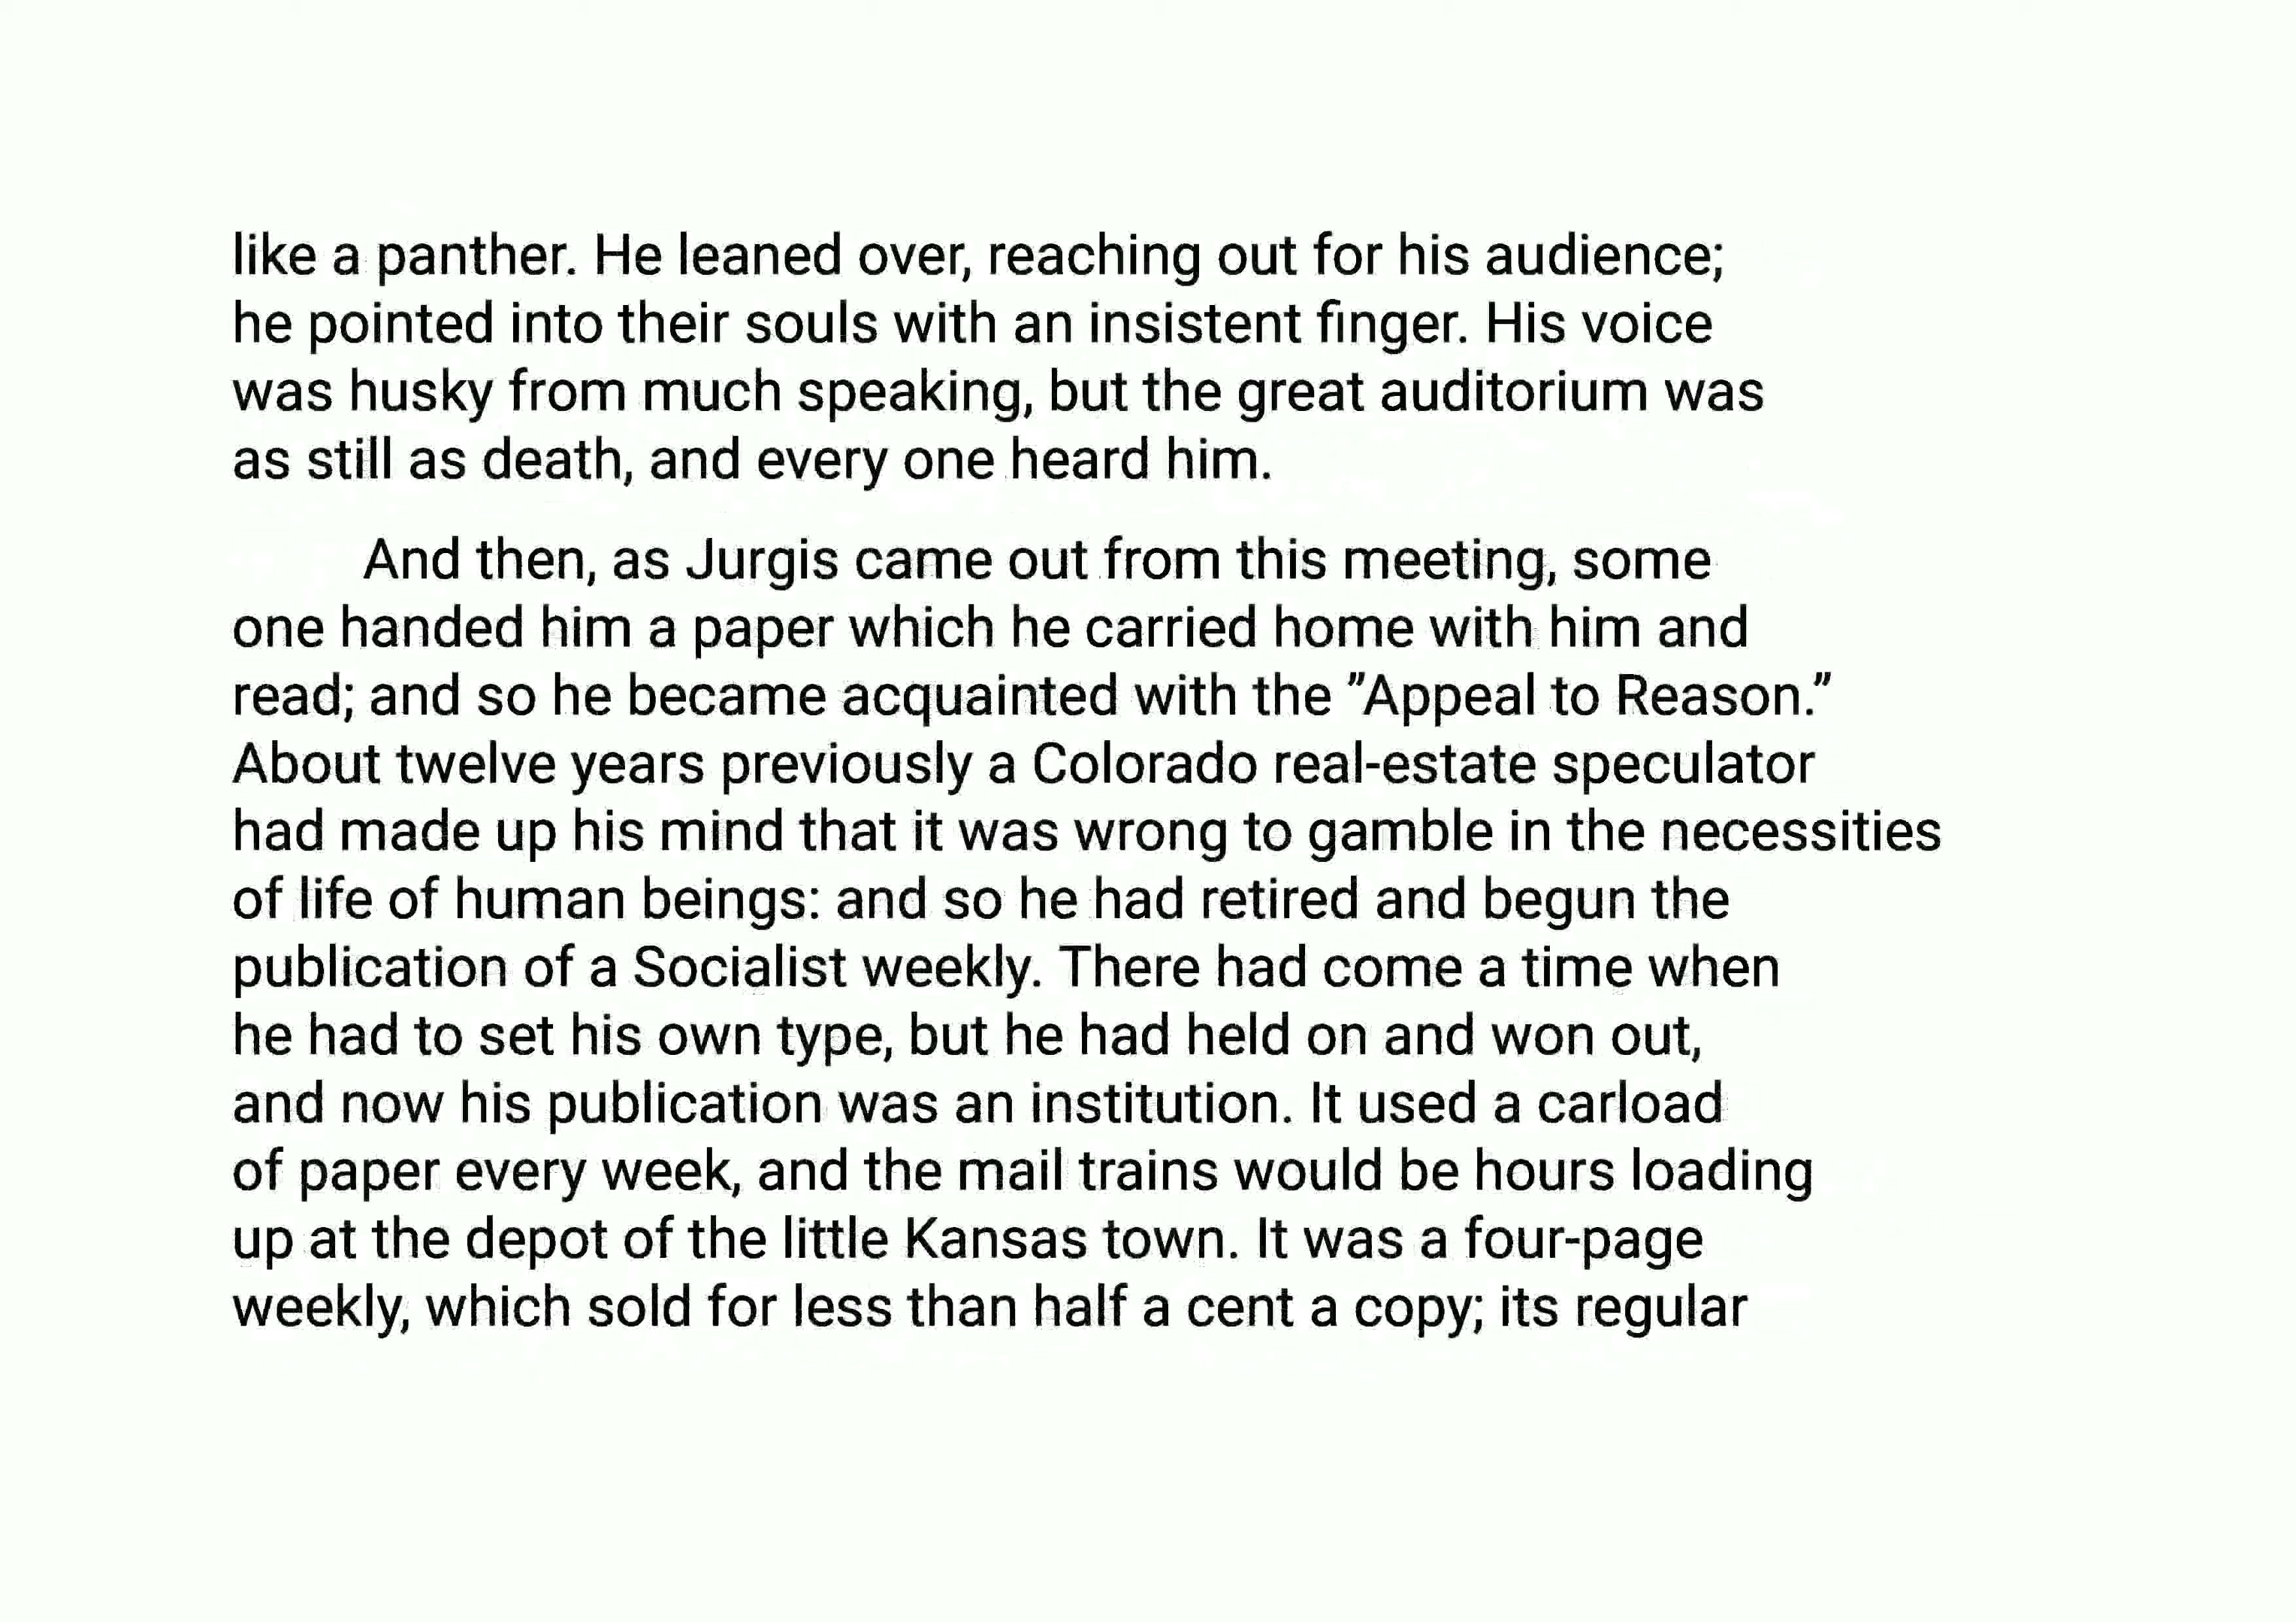 like a panther. He leaned over, reaching out for his audience;
he pointed into their souls with an insistent finger. His voice
was husky from much speaking, but the great auditorium was
as still as death, and every one heard him.
And then, as Jurgis came out from this meeting, some
one handed him a paper which he carried home with him and
read; and so he became acquainted with the ”Appeal to Reason.”
About twelve years previously a Colorado real-estate speculator
had made up his mind that it was wrong to gamble in the necessities
of life of human beings: and so he had retired and begun the
publication of a Socialist weekly. There had come a time when
he had to set his own type, but he had held on and won out,
and now his publication was an institution. It used a carload
of paper every week, and the mail trains would be hours loading
up at the depot of the little Kansas town. It was a four-page
weekly, which sold for less than half a cent a copy; its regular